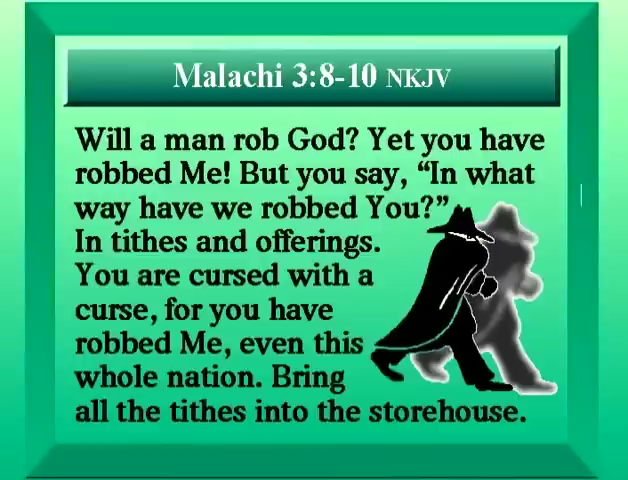 Malachi 3:8-10 NKJV
Will a man rob God? Yet you have
robbed Me! But you say, “In what
way have we robbed You?”
In tithes and offerings.
You are cursed with a
curse, for you have
robbed Me, even this
whole nation. Bring
all the tithes into the storehouse.